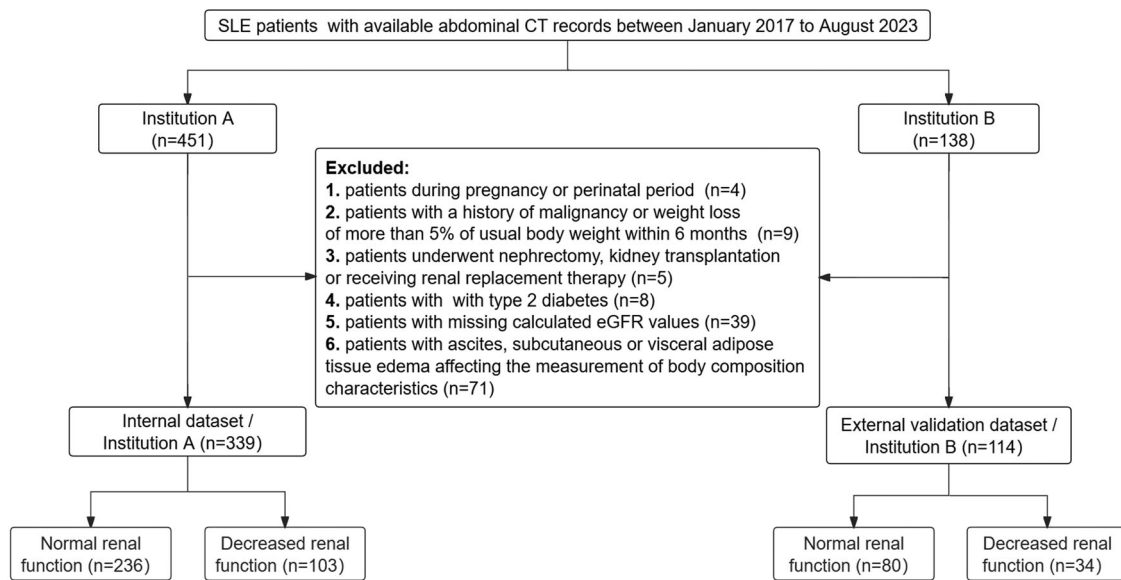 SLE patients with available abdominal CT records between January 2017 to August 2023
Institution A
(n=451)
Institution B
(n=138)
Excluded:
1. patients during pregnancy or perinatal period (n=4)
2. patients with a history of malignancy or weight loss
of more than 5% of usual body weight within 6 months (n=9)
3. patients underwent nephrectomy, kidney transplantation
or receiving renal replacement therapy (n=5)
4. patients with with type 2 diabetes (n=8)
5. patients with missing calculated eGFR values (n=39)
6. patients with ascites, subcutaneous or visceral adipose
tissue edema affecting the measurement of body composition
characteristics (n=71)
Internal dataset /
Institution A (n=339)
External validation dataset /
Institution B (n=114)
Normal renal
function (n=236)
Decreased renal
function (n=103)
Normal renal
function (n=80)
Decreased renal
function (n=34)